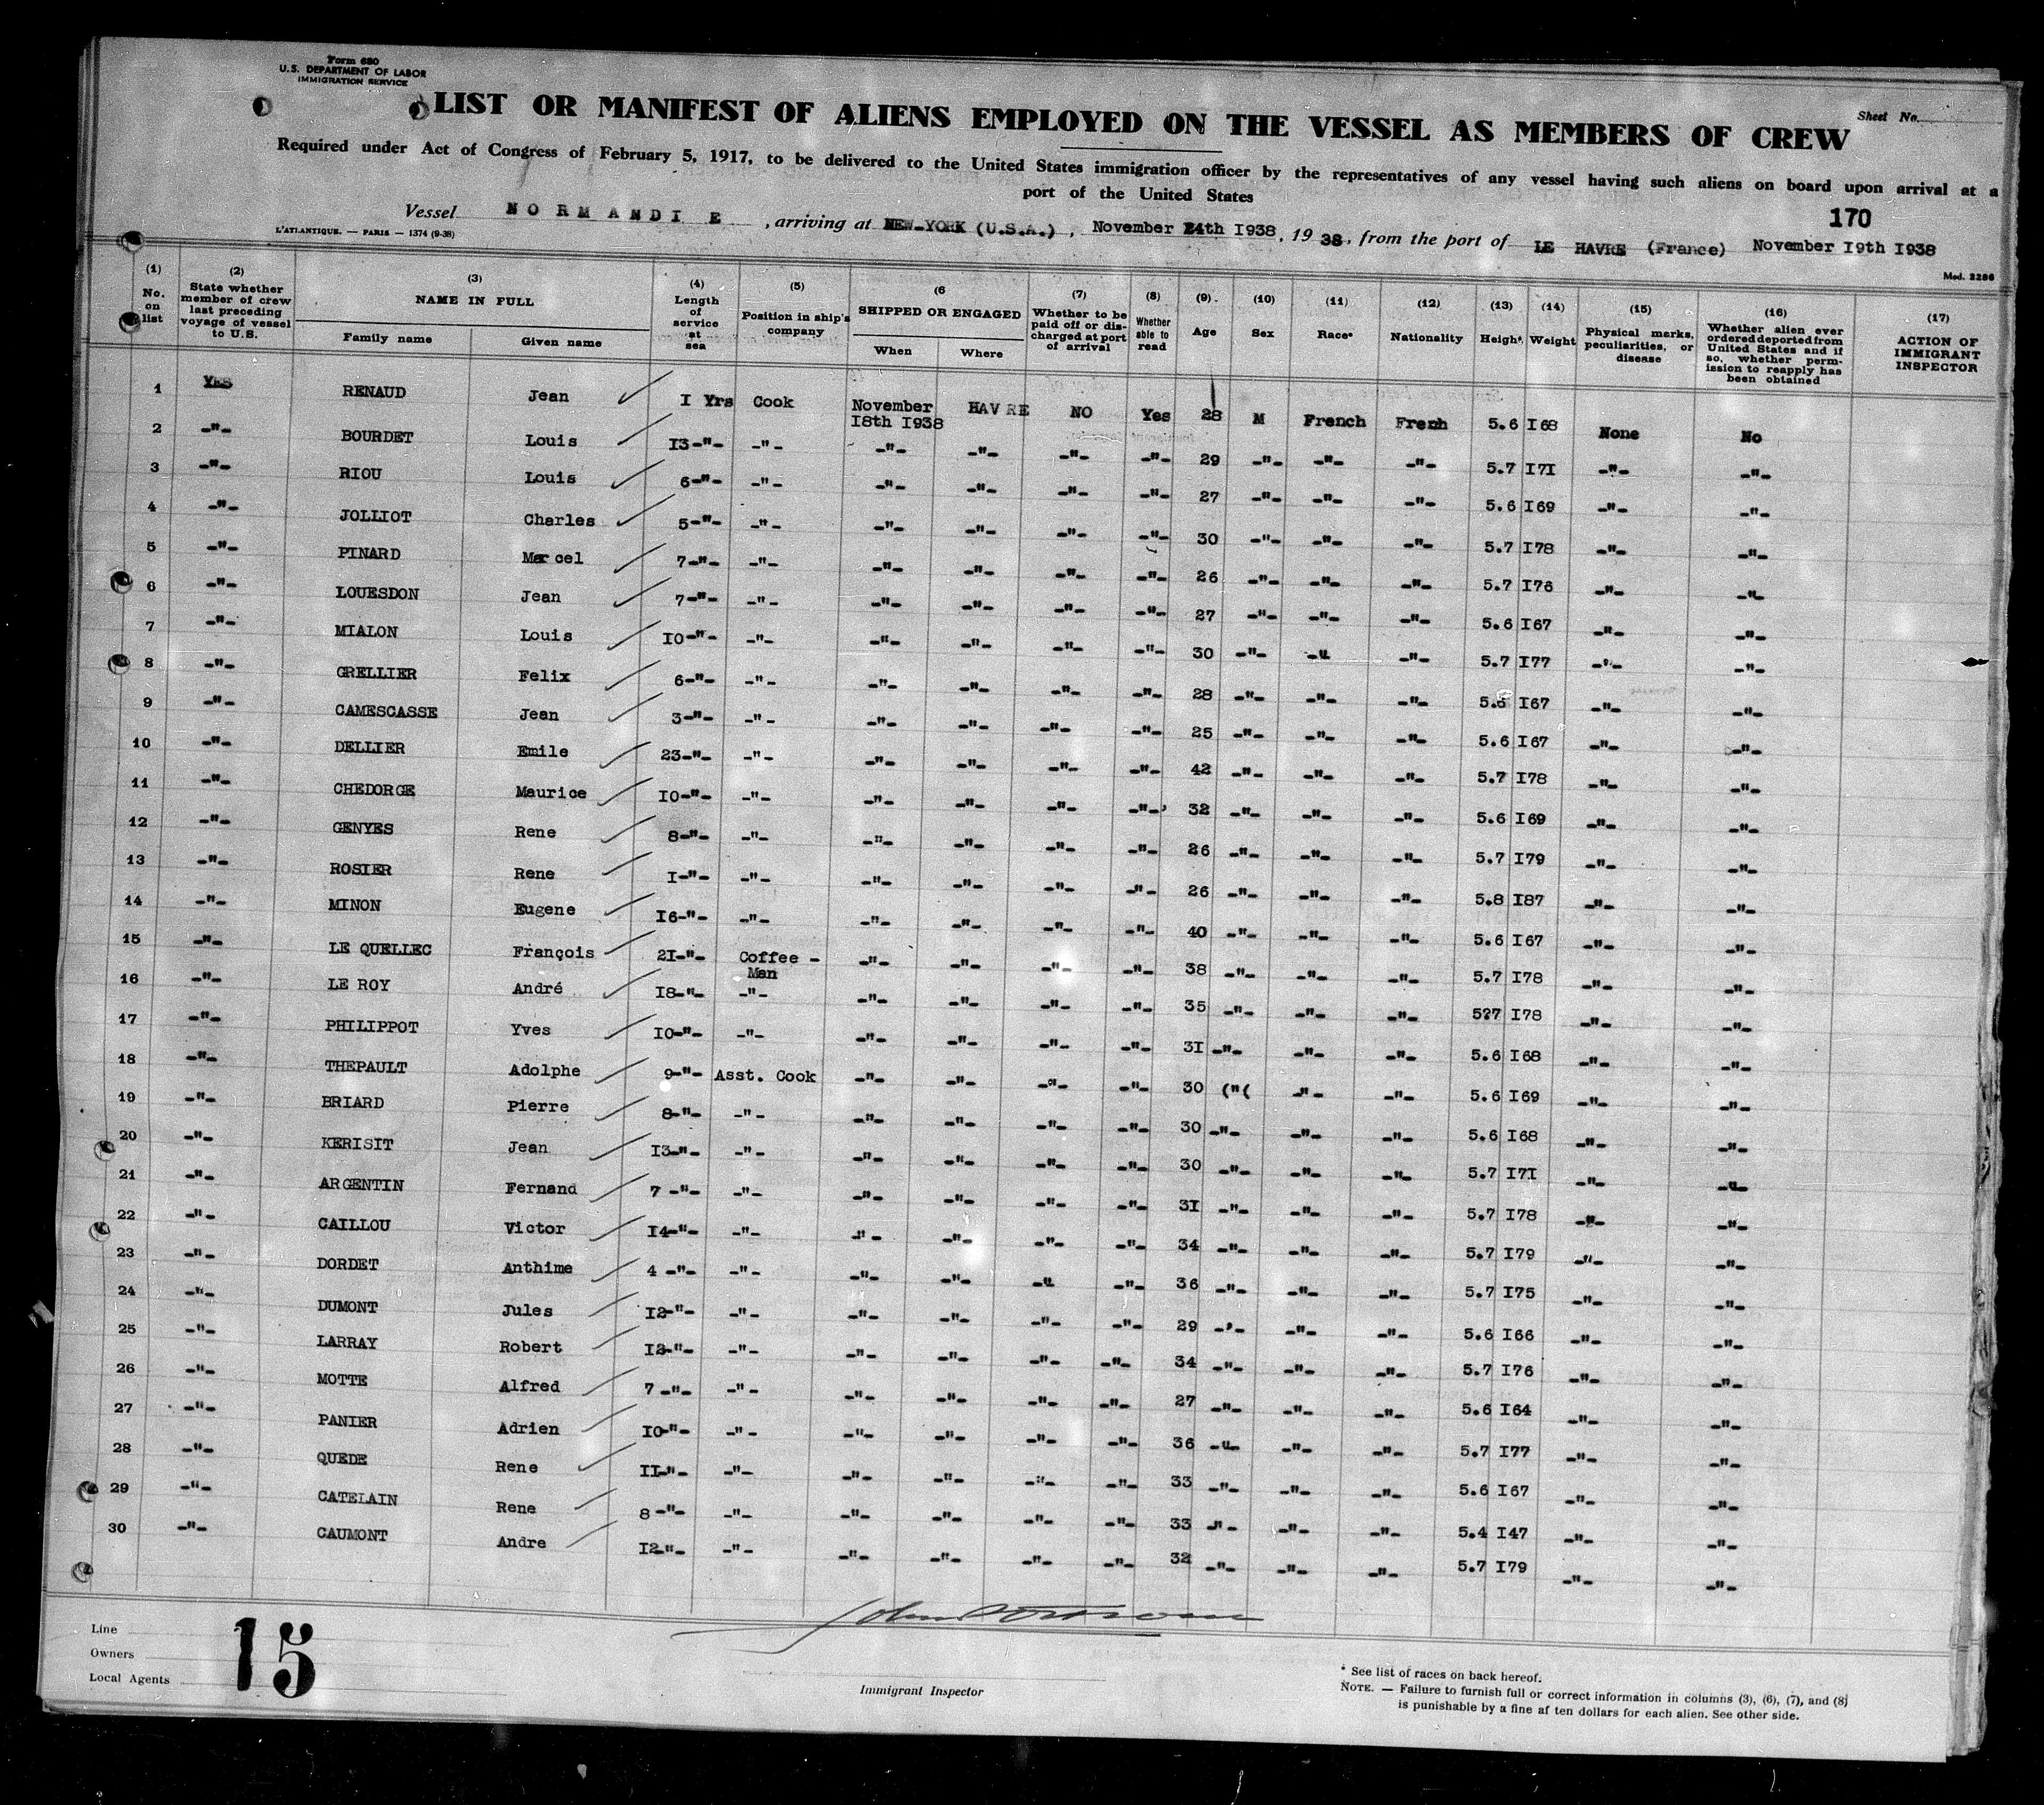 Form 680
U.S. DEPARTMENT OF LABOR
IMMIGRATION SERVICE
LIST OR MANIFEST OF ALIENS EMPLOYED ON THE VESSEL AS MEMBERS OF CREW
Sheet No.
Required under Act of Congress of February 5, 1917, to be delivered to the United States immigration officer by the representatives of any vessel having such aliens on board upon arrival at a
port of the United States
170
Vessel NORMANDIE, arriving at NEW-YORK (U.S.A.), November 24th I938, 1938, from the port of LE HAVRE (France) November I9th I938
L'ATLANTIQUE. — PARIS — 1374 (9-38)
Mod. 2286
(1) No. on list (2) State whether member of crew last preceding voyage of vessel to U.S. (3) NAME IN FULL Family name Given name (4) Length of service at sea (5) Position in ship's company (6 SHIPPED OR ENGAGED When Where (7) Whether to be paid off or discharged at port of arrival (8) Whether able to read (9) Age (10) Sex (11) Race* (12) Nationality (13) Height (14) Weight (15) Physical marks, peculiarities, or disease (16) Whether alien ever ordered deported from United States and if so, whether permission to reapply has been obtained (17) ACTION OF IMMIGRANT INSPECTOR
1 Yes RENAUD Jean I Yrs Cook November I8th I938 HAVRE NO Yes 28 M French Frenh 5.6 I68 None No
2 -"- BOURDET Louis I3-"- -"- -"- -"- -"- -"- 29 -"- -"- -"- 5.7 I7I -"- -"-
3 -"- RIOU Louis 6-"- -"- -"- -"- -"- -"- 27 -"- -"- -"- 5.6 I69 -"- -"-
4 -"- JOLLIOT Charles 5-"- -"- -"- -"- -"- -"- 30 -"- -"- -"- 5.7 I78 -"- -"-
5 -"- PINARD Marcel 7-"- -"- -"- -"- -"- -"- 26 -"- -"- -"- 5.7 I76 -"- -"-
6 -"- LOUESDON Jean 7-"- -"- -"- -"- -"- -"- 27 -"- -"- -"- 5.6 I67 -"- -"-
7 -"- MIALON Louis I0-"- -"- -"- -"- -"- -"- 30 -"- -"- -"- 5.7 I77 -"- -"-
8 -"- GRELLIER Felix 6-"- -"- -"- -"- -"- -"- 28 -"- -"- -"- 5.5 I67 -"- -"-
9 -"- CAMESCASSE Jean 3-"- -"- -"- -"- -"- -"- 25 -"- -"- -"- 5.6 I67 -"- -"-
10 -"- DELLIER Emile 23-"- -"- -"- -"- -"- -"- 42 -"- -"- -"- 5.7 I78 -"- -"-
11 -"- CHEDORGE Maurice I0-"- -"- -"- -"- -"- -"- 32 -"- -"- -"- 5.6 I69 -"- -"-
12 -"- GENYES Rene 8-"- -"- -"- -"- -"- -"- 26 -"- -"- -"- 5.7 I79 -"- -"-
13 -"- ROSIER Rene I-"- -"- -"- -"- -"- -"- 26 -"- -"- -"- 5.8 I87 -"- -"-
14 -"- MINON Eugene I6-"- -"- -"- -"- -"- -"- 40 -"- -"- -"- 5.6 I67 -"- -"-
15 -"- LE QUELLEC François 2I-"- Coffee - Man -"- -"- -"- -"- 38 -"- -"- -"- 5.7 I78 -"- -"-
16 -"- LE ROY André I8-"- -"- -"- -"- -"- -"- 35 -"- -"- -"- 5?7 I78 -"- -"-
17 -"- PHILIPPOT Yves I0-"- -"- -"- -"- -"- -"- 3I -"- -"- -"- 5.6 I68 -"- -"-
18 -"- THEPAULT Adolphe 9-"- Asst. Cook -"- -"- -"- -"- 30 ("( -"- -"- 5.6 I69 -"- -"-
19 -"- BRIARD Pierre 8-"- -"- -"- -"- -"- -"- 30 -"- -"- -"- 5.6 I68 -"- -"-
20 -"- KERISIT Jean I3-"- -"- -"- -"- -"- -"- 30 -"- -"- -"- 5.7 I7I -"- -"-
21 -"- ARGENTIN Fernand 7 -"- -"- -"- -"- -"- -"- 3I -"- -"- -"- 5.7 I78 -"- -"-
22 -"- CAILLOU Victor I4-"- -"- -"- -"- -"- -"- 34 -"- -"- -"- 5.7 I79 -"- -"-
23 -"- DORDET Anthime 4 -"- -"- -"- -"- -"- -"- 36 -"- -"- -"- 5.7 I75 -"- -"-
24 -"- DUMONT Jules I2-"- -"- -"- -"- -"- -"- 29 -"- -"- -"- 5.6 I66 -"- -"-
25 -"- LARRAY Robert I2-"- -"- -"- -"- -"- -"- 34 -"- -"- -"- 5.7 I76 -"- -"-
26 -"- MOTTE Alfred 7 -"- -"- -"- -"- -"- -"- 27 -"- -"- -"- 5.6 I64 -"- -"-
27 -"- PANIER Adrien I0-"- -"- -"- -"- -"- -"- 36 -"- -"- -"- 5.7 I77 -"- -"-
28 -"- QUEDE Rene II-"- -"- -"- -"- -"- -"- 33 -"- -"- -"- 5.6 I67 -"- -"-
29 -"- CATELAIN Rene 8 -"- -"- -"- -"- -"- -"- 33 -"- -"- -"- 5.4 I47 -"- -"-
30 -"- CAUMONT Andre I2-"- -"- -"- -"- -"- -"- 32 -"- -"- -"- 5.7 I79 -"- -"-
Line
Owners
Local Agents
15
Immigrant Inspector
* See list of races on back hereof.
NOTE. — Failure to furnish full or correct information in columns (3), (6), (7), and (8)
is punishable by a fine af ten dollars for each alien. See other side.